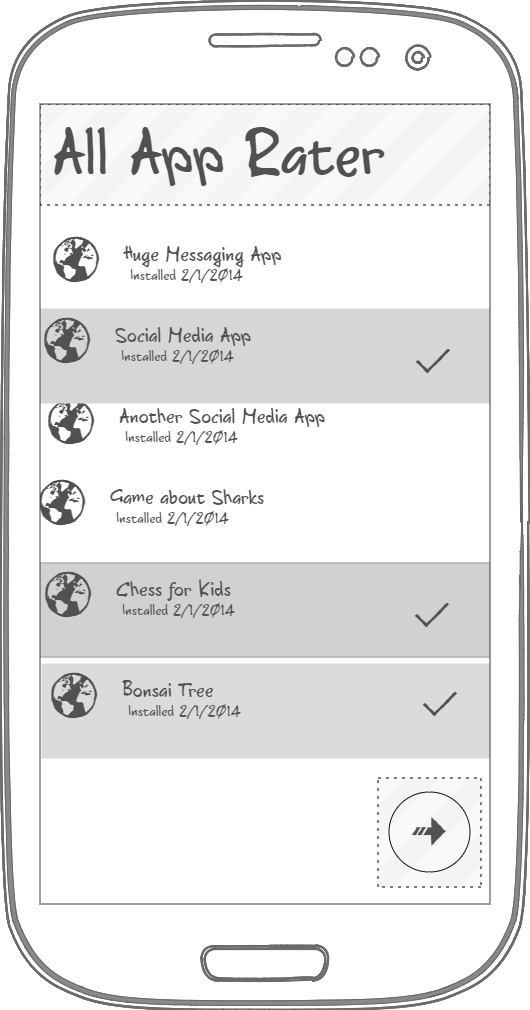 All App Rater
Huge Messaging App
Installed 2/1/2014
Social Media App
Installed 2/1/2014
Another Social Media App
Installed 2/1/2014
Game about Sharks
Installed 2/1/2014
Chess for Kids
Installed 2/1/2014
Bonsai Tree
Installed 2/1/2014